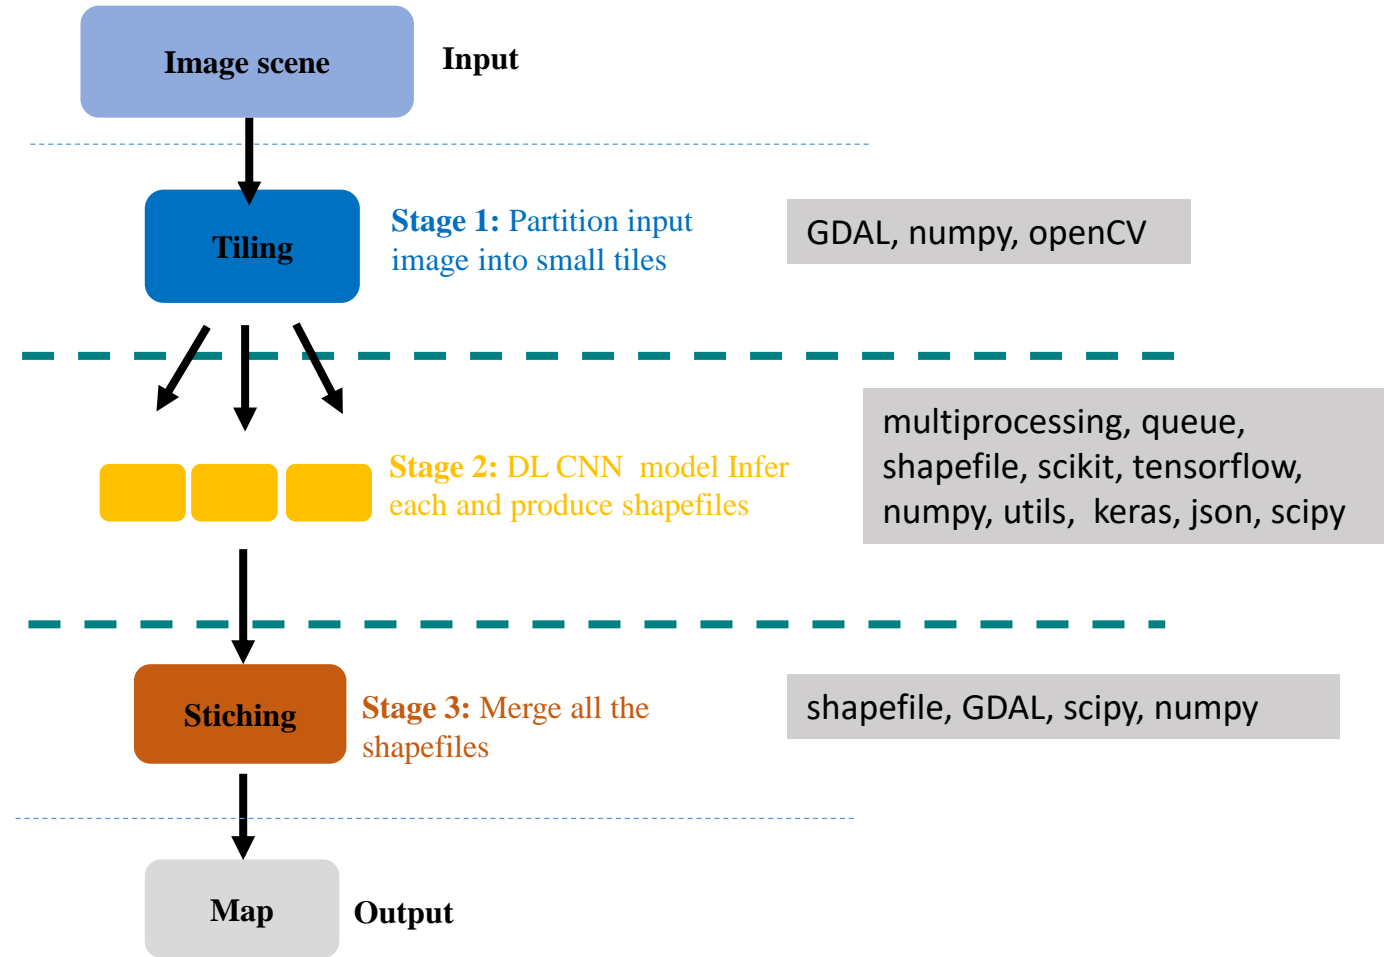 Image scene
Input
Tiling
Stage 1: Partition input
image into small tiles
GDAL, numpy, openCV
Stage 2: DL CNN  model Infer
each and produce shapefiles
multiprocessing, queue,
shapefile, scikit, tensorflow,
numpy, utils,  keras, json, scipy
Stiching
Stage 3: Merge all the
shapefiles
shapefile, GDAL, scipy, numpy
Map
Output